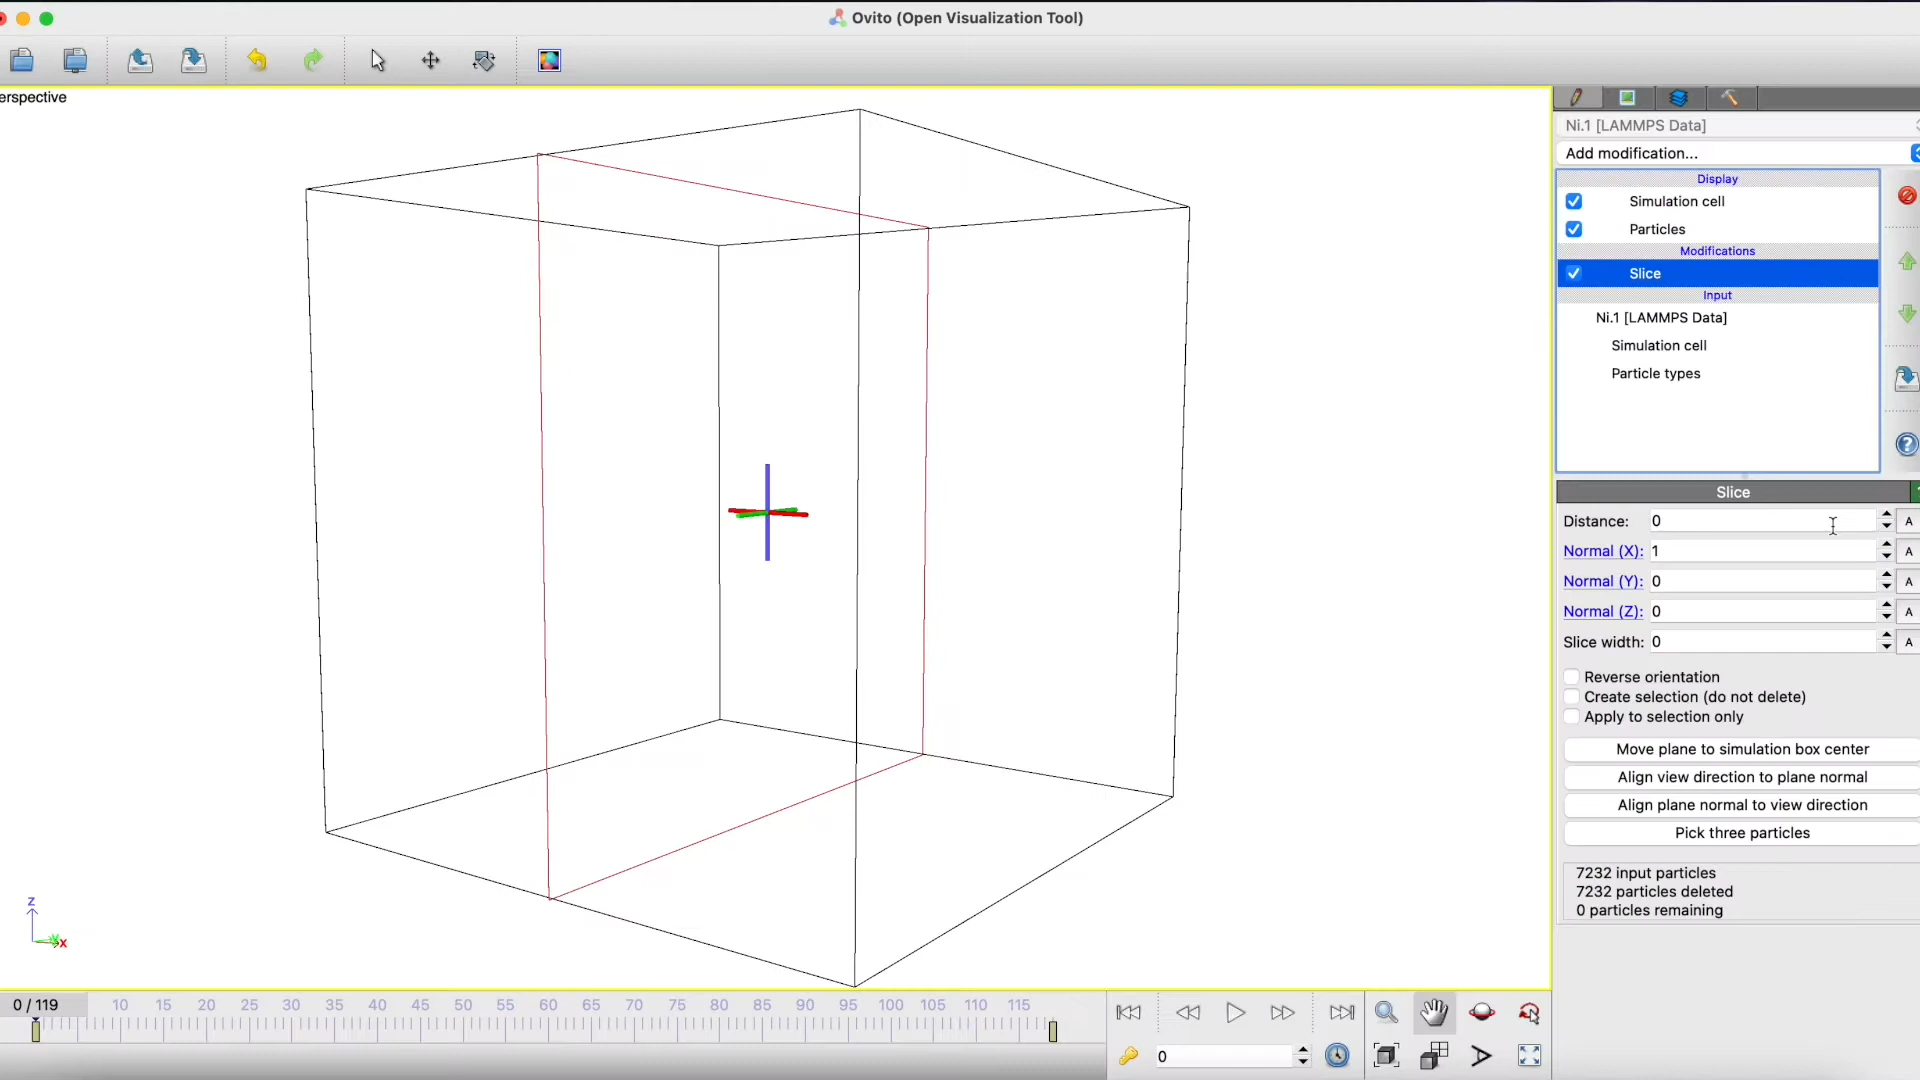 Ovito (Open Visualization Tool)
erspective
Ni.1 [LAMMPS Data]
Add modification...
Display
Simulation cell
Particles
Modifications
Slice
Input
Ni.1 [LAMMPS Data]
Simulation cell
Particle types
Slice
Distance: 0 A
Normal (X): 1 A
Normal (Y): 0 A
Normal (Z): 0 A
Slice width: 0 A
Reverse orientation
Create selection (do not delete)
Apply to selection only
Move plane to simulation box center
Align view direction to plane normal
Align plane normal to view direction
Pick three particles
7232 input particles
7232 particles deleted
0 particles remaining
z
x
0 / 119 10 15 20 25 30 35 40 45 50 55 60 65 70 75 80 85 90 95 100 105 110 115
0